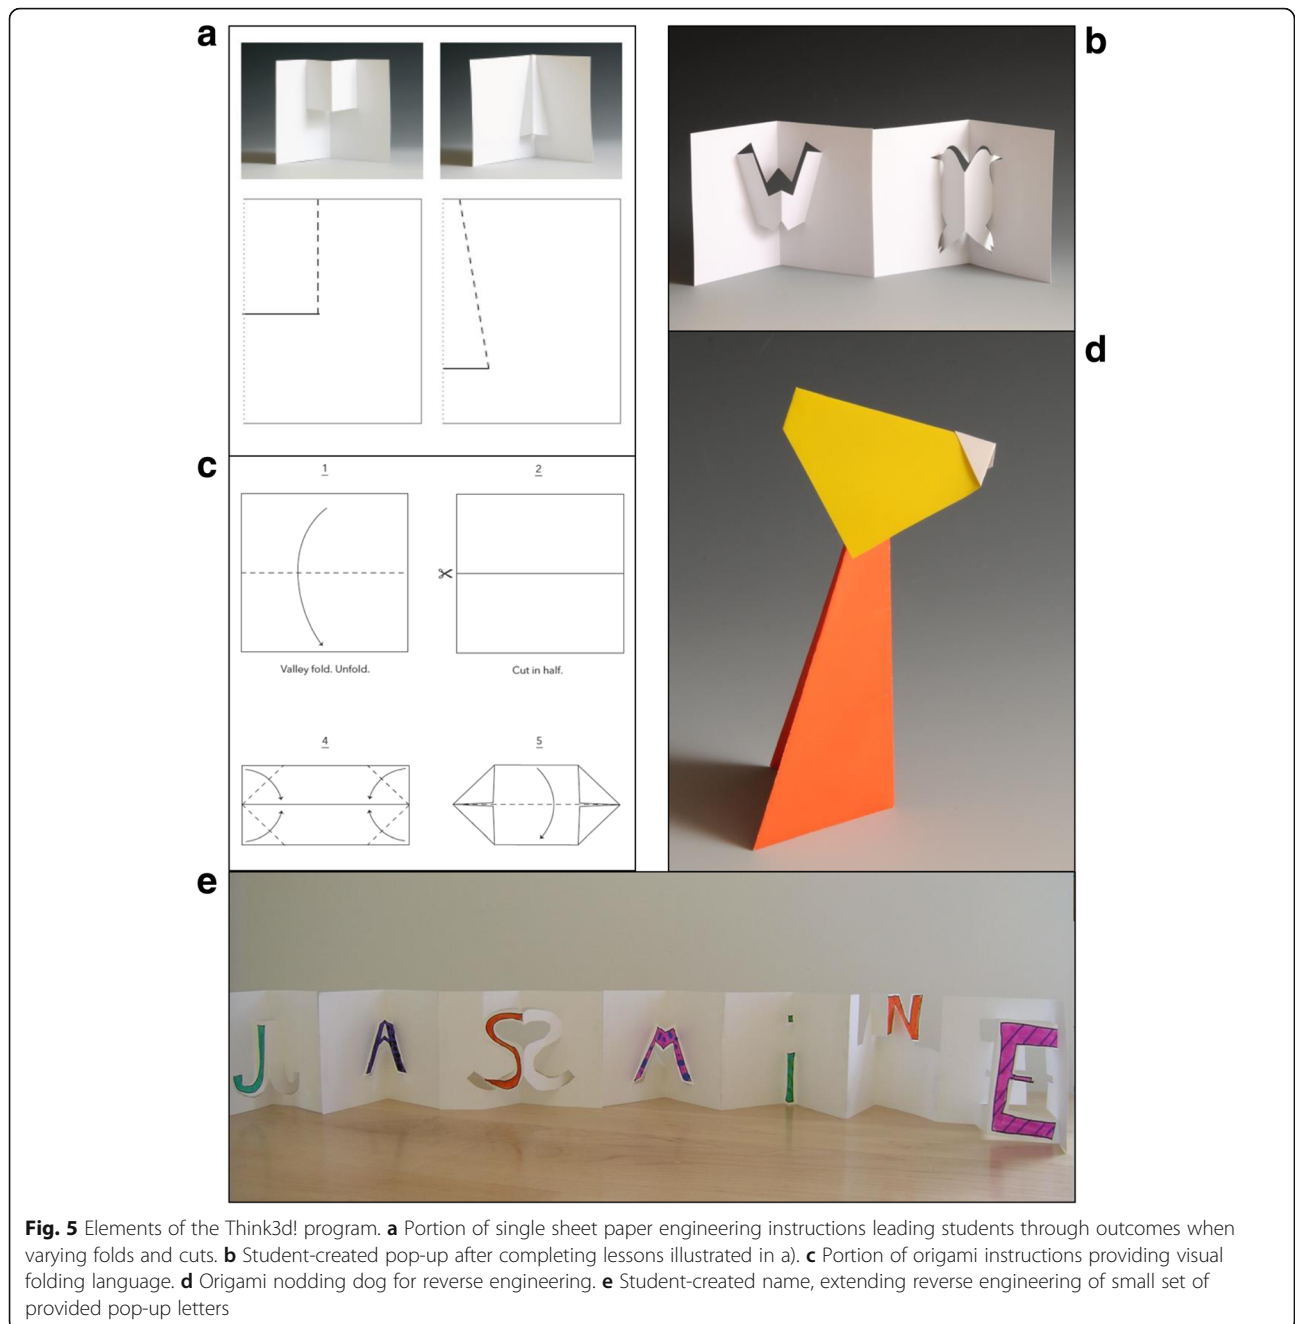 a
b
c
1
2
Valley fold. Unfold.
Cut in half.
4
5
d
e
J A S M i N E
Fig. 5 Elements of the Think3d! program. a Portion of single sheet paper engineering instructions leading students through outcomes when
varying folds and cuts. b Student-created pop-up after completing lessons illustrated in a). c Portion of origami instructions providing visual
folding language. d Origami nodding dog for reverse engineering. e Student-created name, extending reverse engineering of small set of
provided pop-up letters